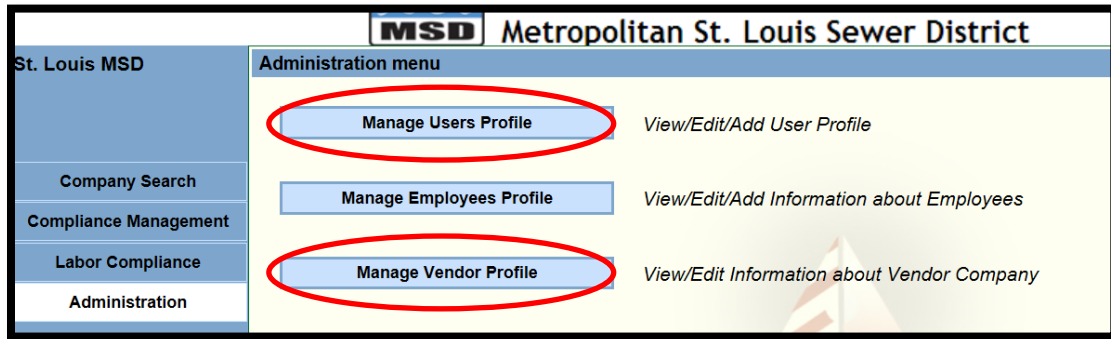 MSD Metropolitan St. Louis Sewer District
St. Louis MSD
Administration menu
Manage Users Profile
View/Edit/Add User Profile
Company Search
Manage Employees Profile
View/Edit/Add Information about Employees
Compliance Management
Labor Compliance
Manage Vendor Profile
View/Edit Information about Vendor Company
Administration